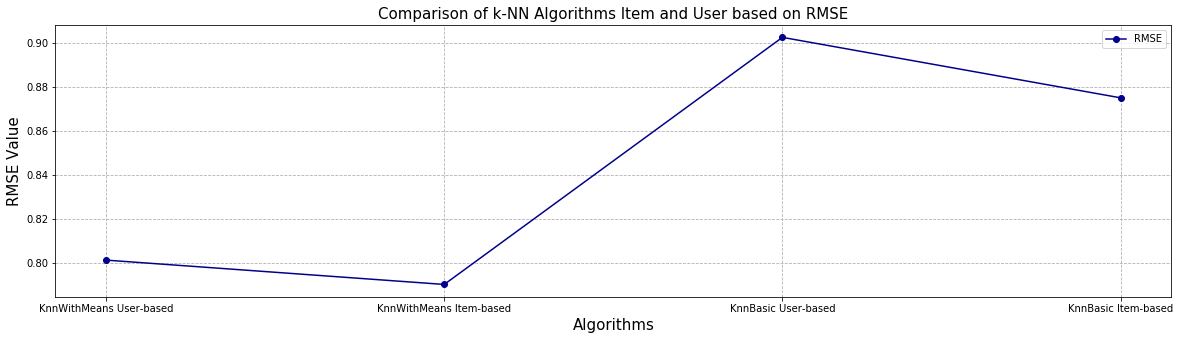 Comparison of k-NN Algorithms Item and User based on RMSE
RMSE
0.90
0.88
0.86
0.84
0.82
0.80
RMSE Value
KnnWithMeans User-based
KnnWithMeans Item-based
KnnBasic User-based
KnnBasic Item-based
Algorithms